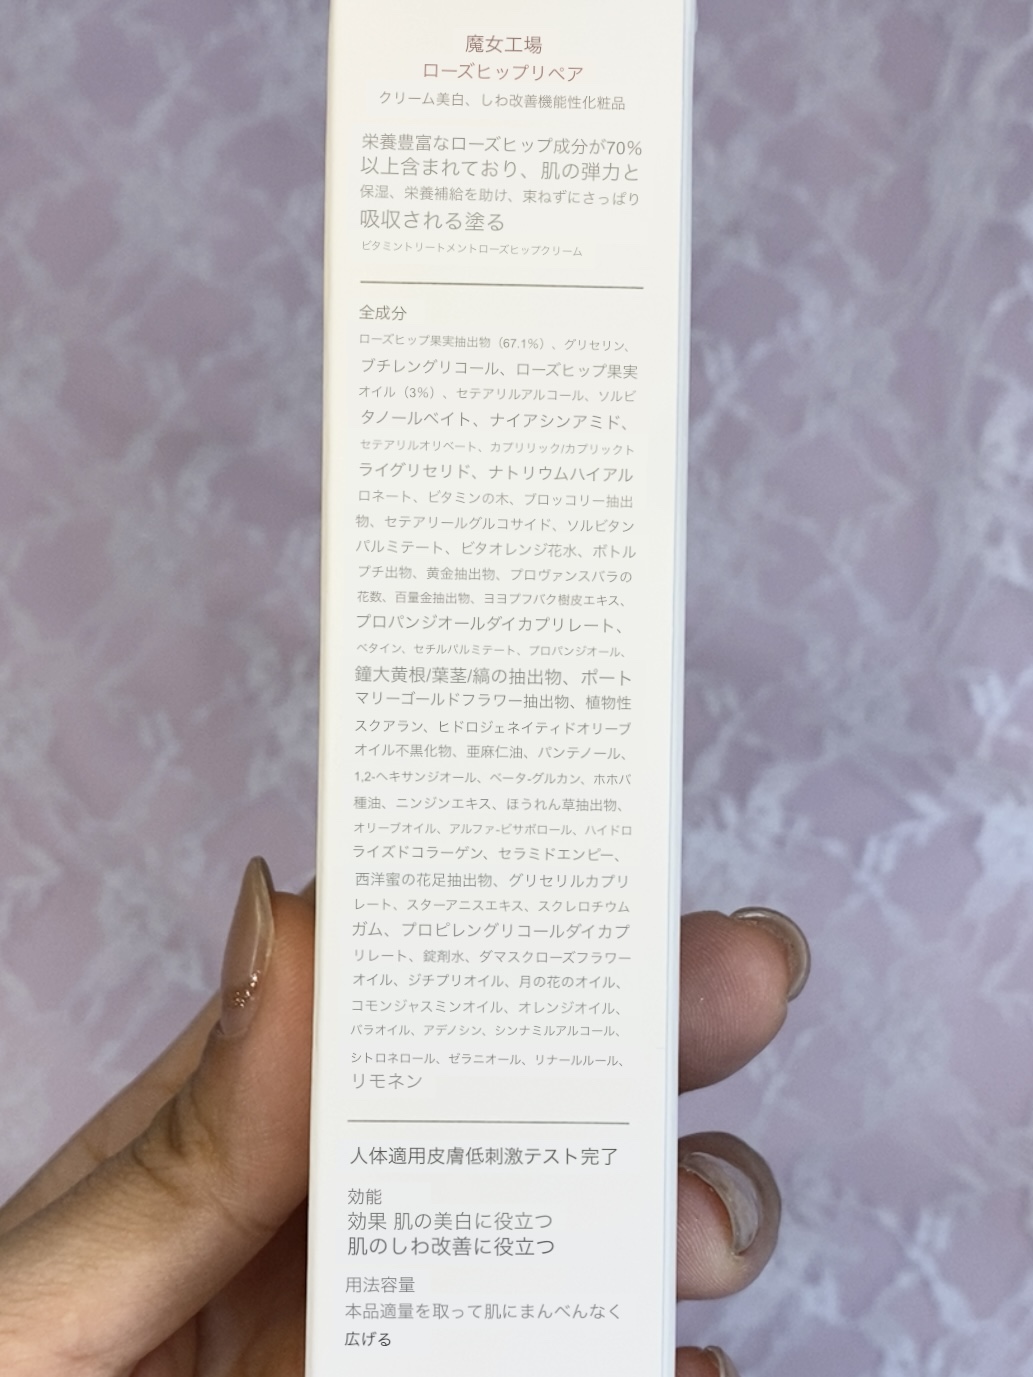 魔女工場
ローズヒップリペア
クリーム美白、しわ改善機能性化粧品
栄養豊富なローズヒップ成分が70%
以上含まれており、肌の弾力と
保湿、栄養補給を助け、束ねずにさっぱり
吸収される塗る
ビタミントリートメントローズヒップクリーム
全成分
ローズヒップ果実抽出物（67.1%）、グリセリン、
ブチレングリコール、ローズヒップ果実
オイル（3%）、セテアリルアルコール、ソルビ
タノールベイト、ナイアシンアミド、
セテアリルオリベート、カプリリック/カプリックト
ライグリセリド、ナトリウムハイアル
ロネート、ビタミンの木、ブロッコリー抽出
物、セテアリールグルコサイド、ソルビタン
パルミテート、ビタオレンジ花水、ボトル
プチ出物、黄金抽出物、プロヴァンスバラの
花数、百量金抽出物、ヨヨプフバク樹皮エキス、
プロパンジオールダイカプリレート、
ベタイン、セチルパルミテート、プロパンジオール、
鐘大黄根/葉茎/縞の抽出物、ポート
マリーゴールドフラワー抽出物、植物性
スクアラン、ヒドロジェネイティドオリーブ
オイル不黒化物、亜麻仁油、パンテノール、
1,2-ヘキサンジオール、ベータ-グルカン、ホホバ
種油、ニンジンエキス、ほうれん草抽出物、
オリーブオイル、アルファ-ビサボロール、ハイドロ
ライズドコラーゲン、セラミドエンピー、
西洋蜜の花足抽出物、グリセリルカプリ
レート、スターアニスエキス、スクレロチウム
ガム、プロピレングリコールダイカプ
リレート、錠剤水、ダマスクローズフラワー
オイル、ジチプリオイル、月の花のオイル、
コモンジャスミンオイル、オレンジオイル、
バラオイル、アデノシン、シンナミルアルコール、
シトロネロール、ゼラニオール、リナールルール、
リモネン
人体適用皮膚低刺激テスト完了
効能
効果 肌の美白に役立つ
肌のしわ改善に役立つ
用法容量
本品適量を取って肌にまんべんなく
広げる